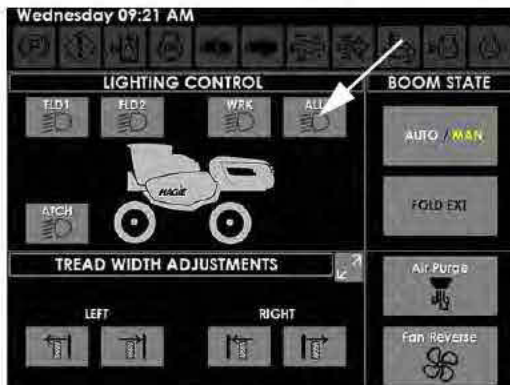 Wednesday 09:21 AM
LIGHTING CONTROL
BOOM STATE
FLD1 FLD2 WRK ALL
AUTO / MAN
HAGIE
FOLD EXT
ATCH
TREAD WIDTH ADJUSTMENTS
Air Purge
LEFT RIGHT
Fan Reverse